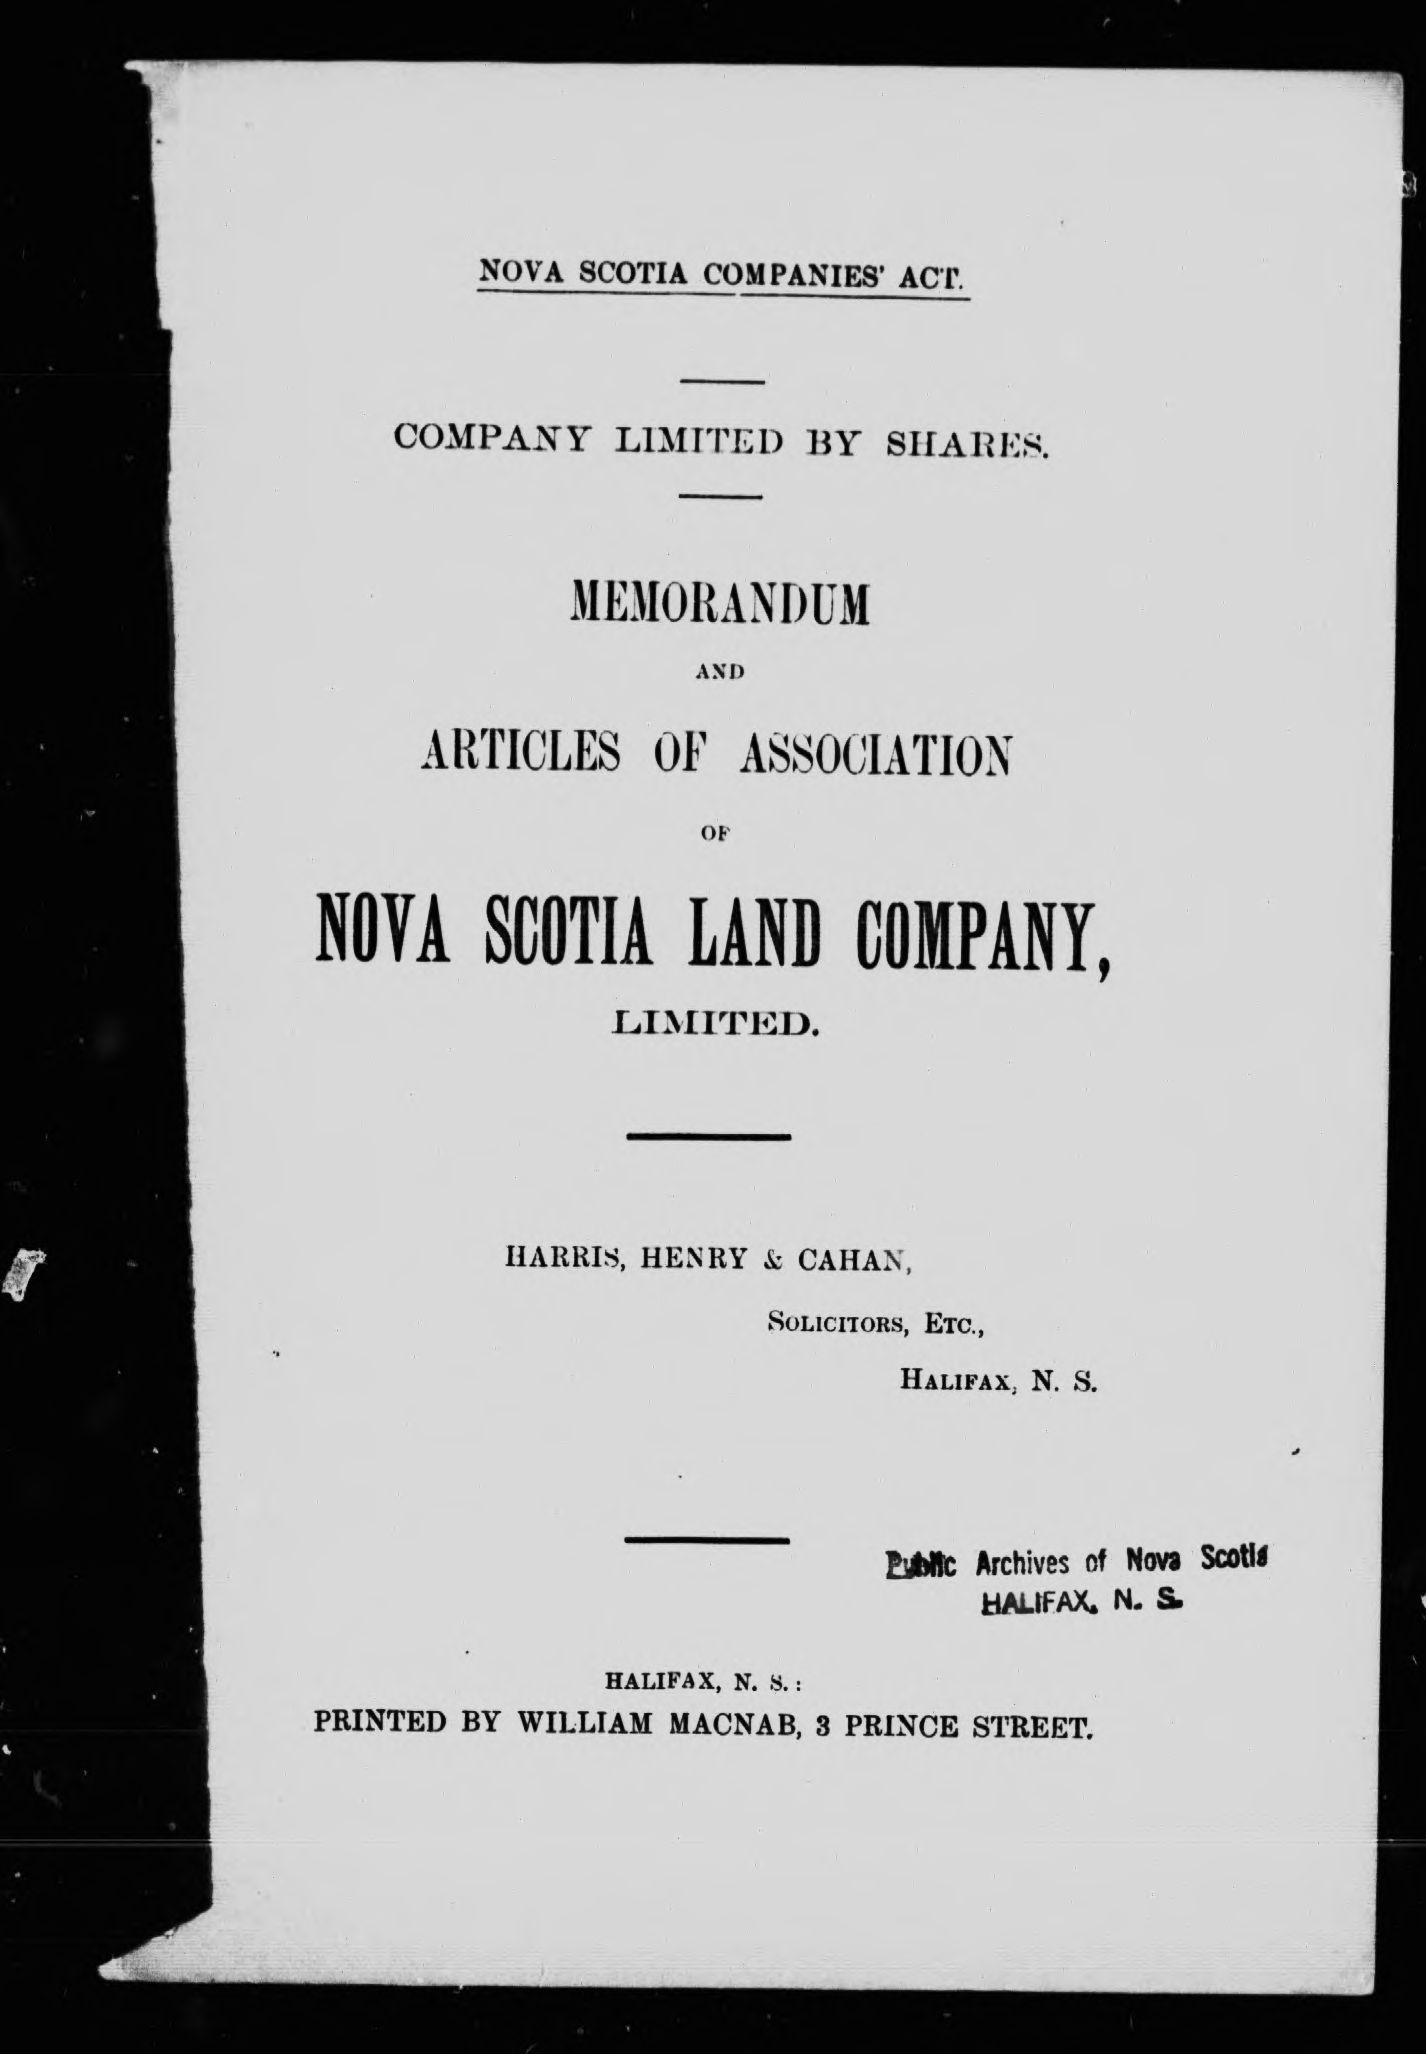 NOVA SCOTIA COMPANIES' ACT.
COMPANY LIMITED BY SHARES.
MEMORANDUM
AND
ARTICLES OF ASSOCIATION
OF
NOVA SCOTIA LAND COMPANY,
LIMITED.
HARRIS, HENRY & CAHAN,
SOLICITORS, ETC.,
HALIFAX, N. S.
Public Archives of Nova Scotia
HALIFAX, N. S.
HALIFAX, N. S.:
PRINTED BY WILLIAM MACNAB, 3 PRINCE STREET.